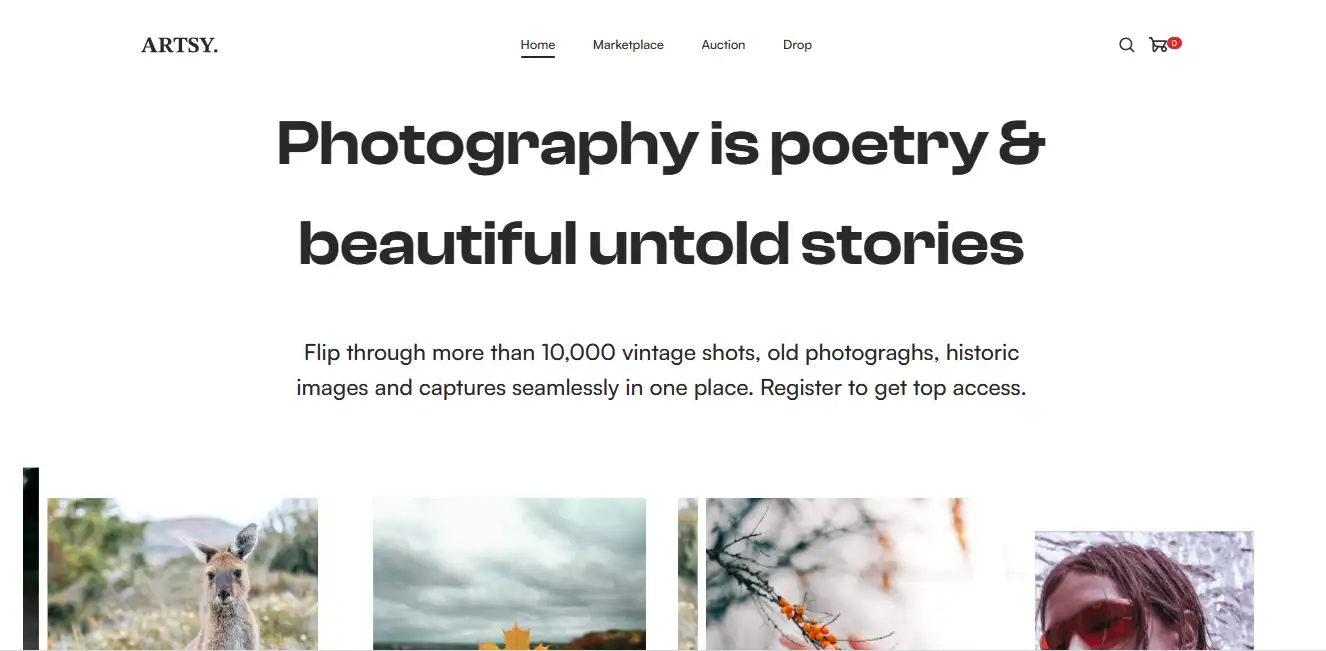 ARTSY.
Home
Marketplace
Auction
Drop
0
Photography is poetry &
beautiful untold stories
Flip through more than 10,000 vintage shots, old photograghs, historic
images and captures seamlessly in one place. Register to get top access.